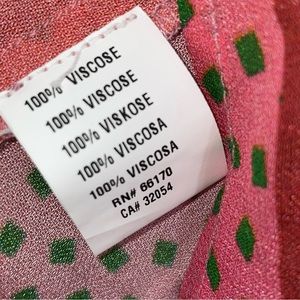 100% VISCOSE
100% VISCOSE
100% VISKOSE
100% VISCOSA
100% VISCOSA
RN# 66170
CA# 32054